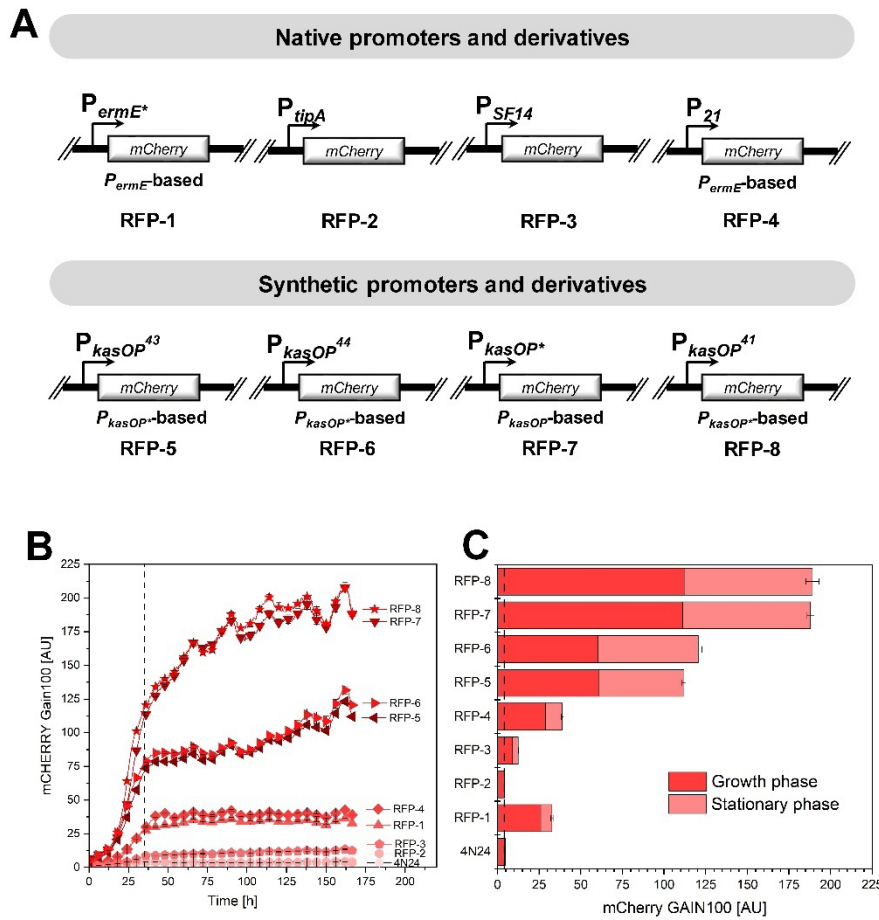 A
Native promoters and derivatives
PermE* PtipA PSF14 P21
mCherry mCherry mCherry mCherry
PermE-based PermE-based
RFP-1 RFP-2 RFP-3 RFP-4
Synthetic promoters and derivatives
PkasOP43 PkasOP44 PkasOP* PkasOP41
mCherry mCherry mCherry mCherry
PkasOP*-based PkasOP*-based PkasOP-based PkasOP*-based
RFP-5 RFP-6 RFP-7 RFP-8
B
mCHERRY Gain100 [AU]
225
200
175
150
125
100
75
50
25
0
0 25 50 75 100 125 150 175 200
Time [h]
RFP-8
RFP-7
RFP-6
RFP-5
RFP-4
RFP-1
RFP-3
RFP-2
4N24
C
RFP-8
RFP-7
RFP-6
RFP-5
RFP-4
RFP-3
RFP-2
RFP-1
4N24
Growth phase
Stationary phase
0 25 50 75 100 125 150 175 200 225
mCherry GAIN100 [AU]